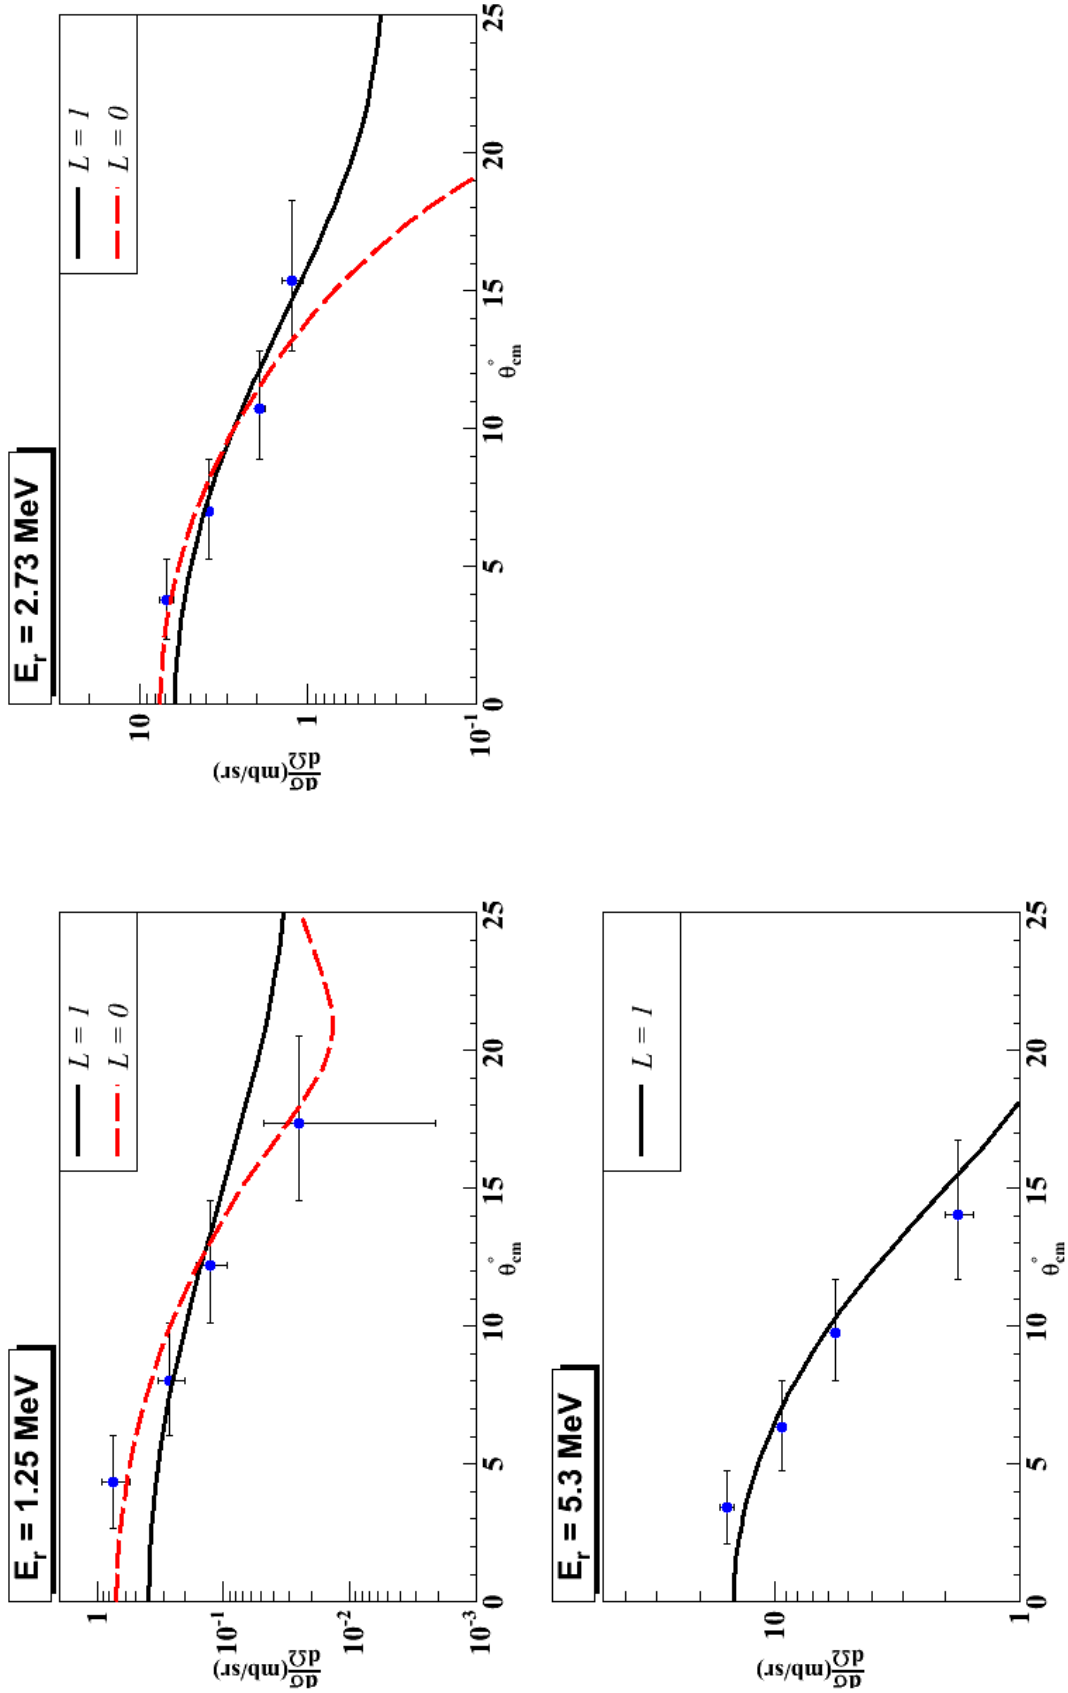 E_r = 1.25 MeV
L = 1
L = 0
dσ/dΩ (mb/sr)
1
10^-1
10^-2
10^-3
0 5 10 15 20 25
θ°cm
E_r = 2.73 MeV
L = 1
L = 0
dσ/dΩ (mb/sr)
10
1
10^-1
0 5 10 15 20 25
θ°cm
E_r = 5.3 MeV
L = 1
dσ/dΩ (mb/sr)
10
1
0 5 10 15 20 25
θ°cm